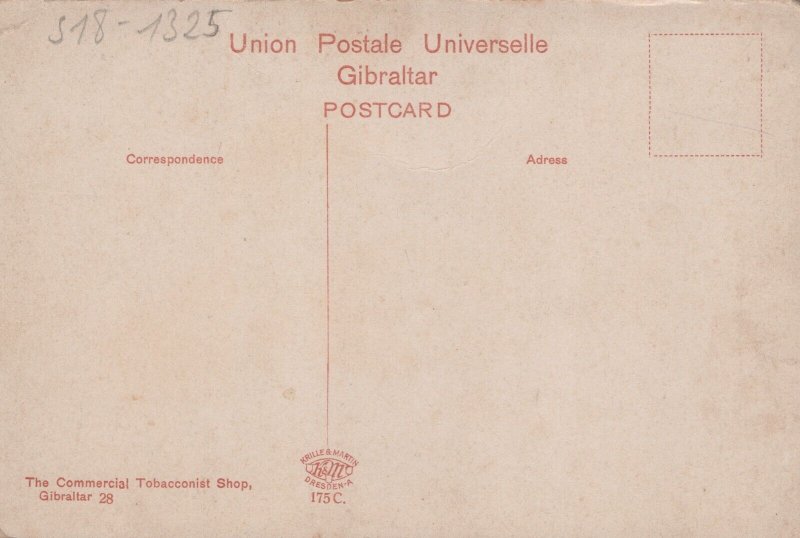 S18-1325
Union Postale Universelle
Gibraltar
POSTCARD
Correspondence
Adress
The Commercial Tobacconist Shop,
Gibraltar 28
KRILLE & MARTIN
K&M
DRESDEN-A
175 C.